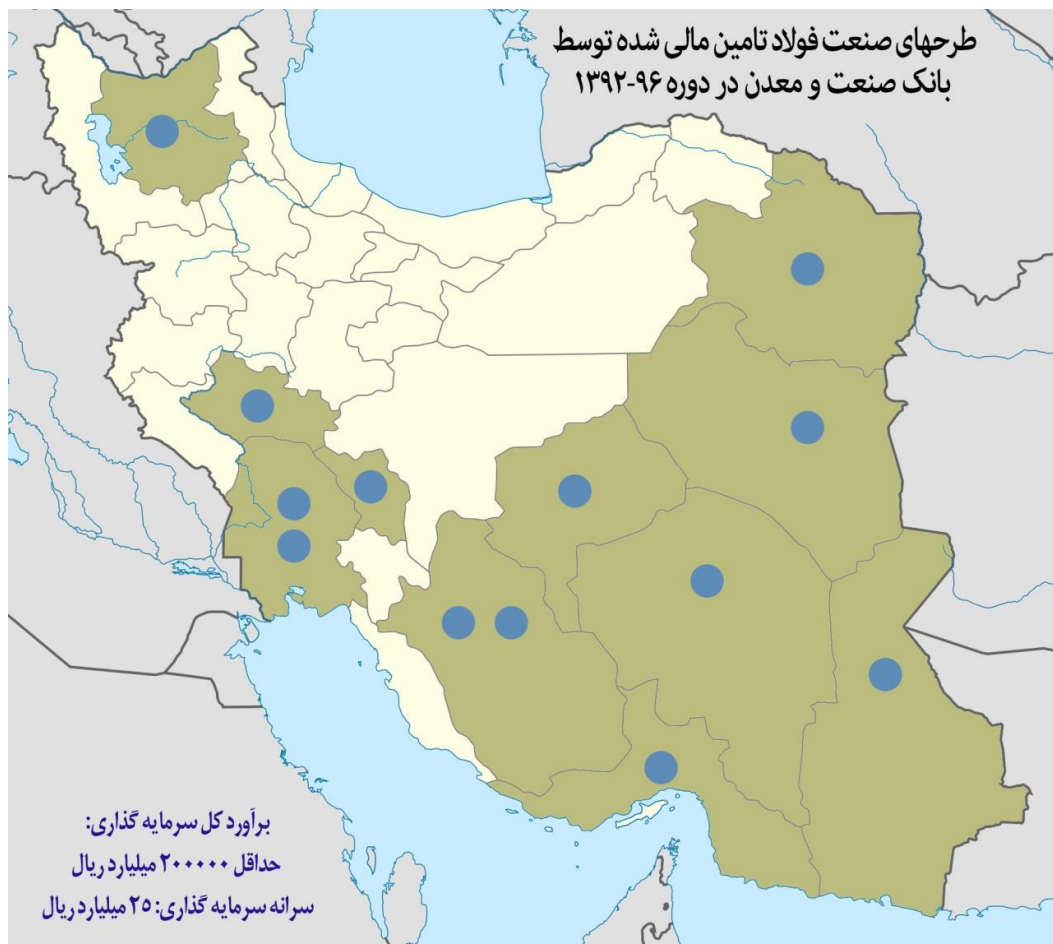 طرحهای صنعت فولاد تامین مالی شده توسط
بانک صنعت و معدن در دوره ۹۶-۱۳۹۲
برآورد کل سرمایه گذاری:
حداقل ۲۰۰۰۰۰ میلیارد ریال
سرانه سرمایه گذاری: ۲۵ میلیارد ریال